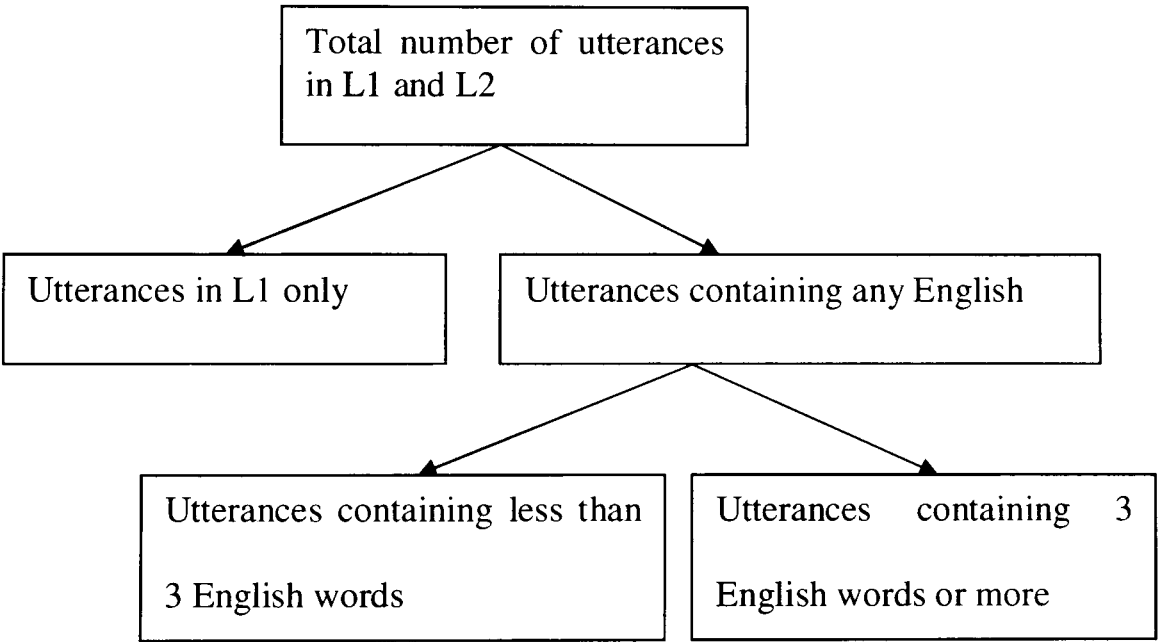 Total number of utterances
in L1 and L2
Utterances in L1 only
Utterances containing any English
Utterances containing less than
3 English words
Utterances containing 3
English words or more